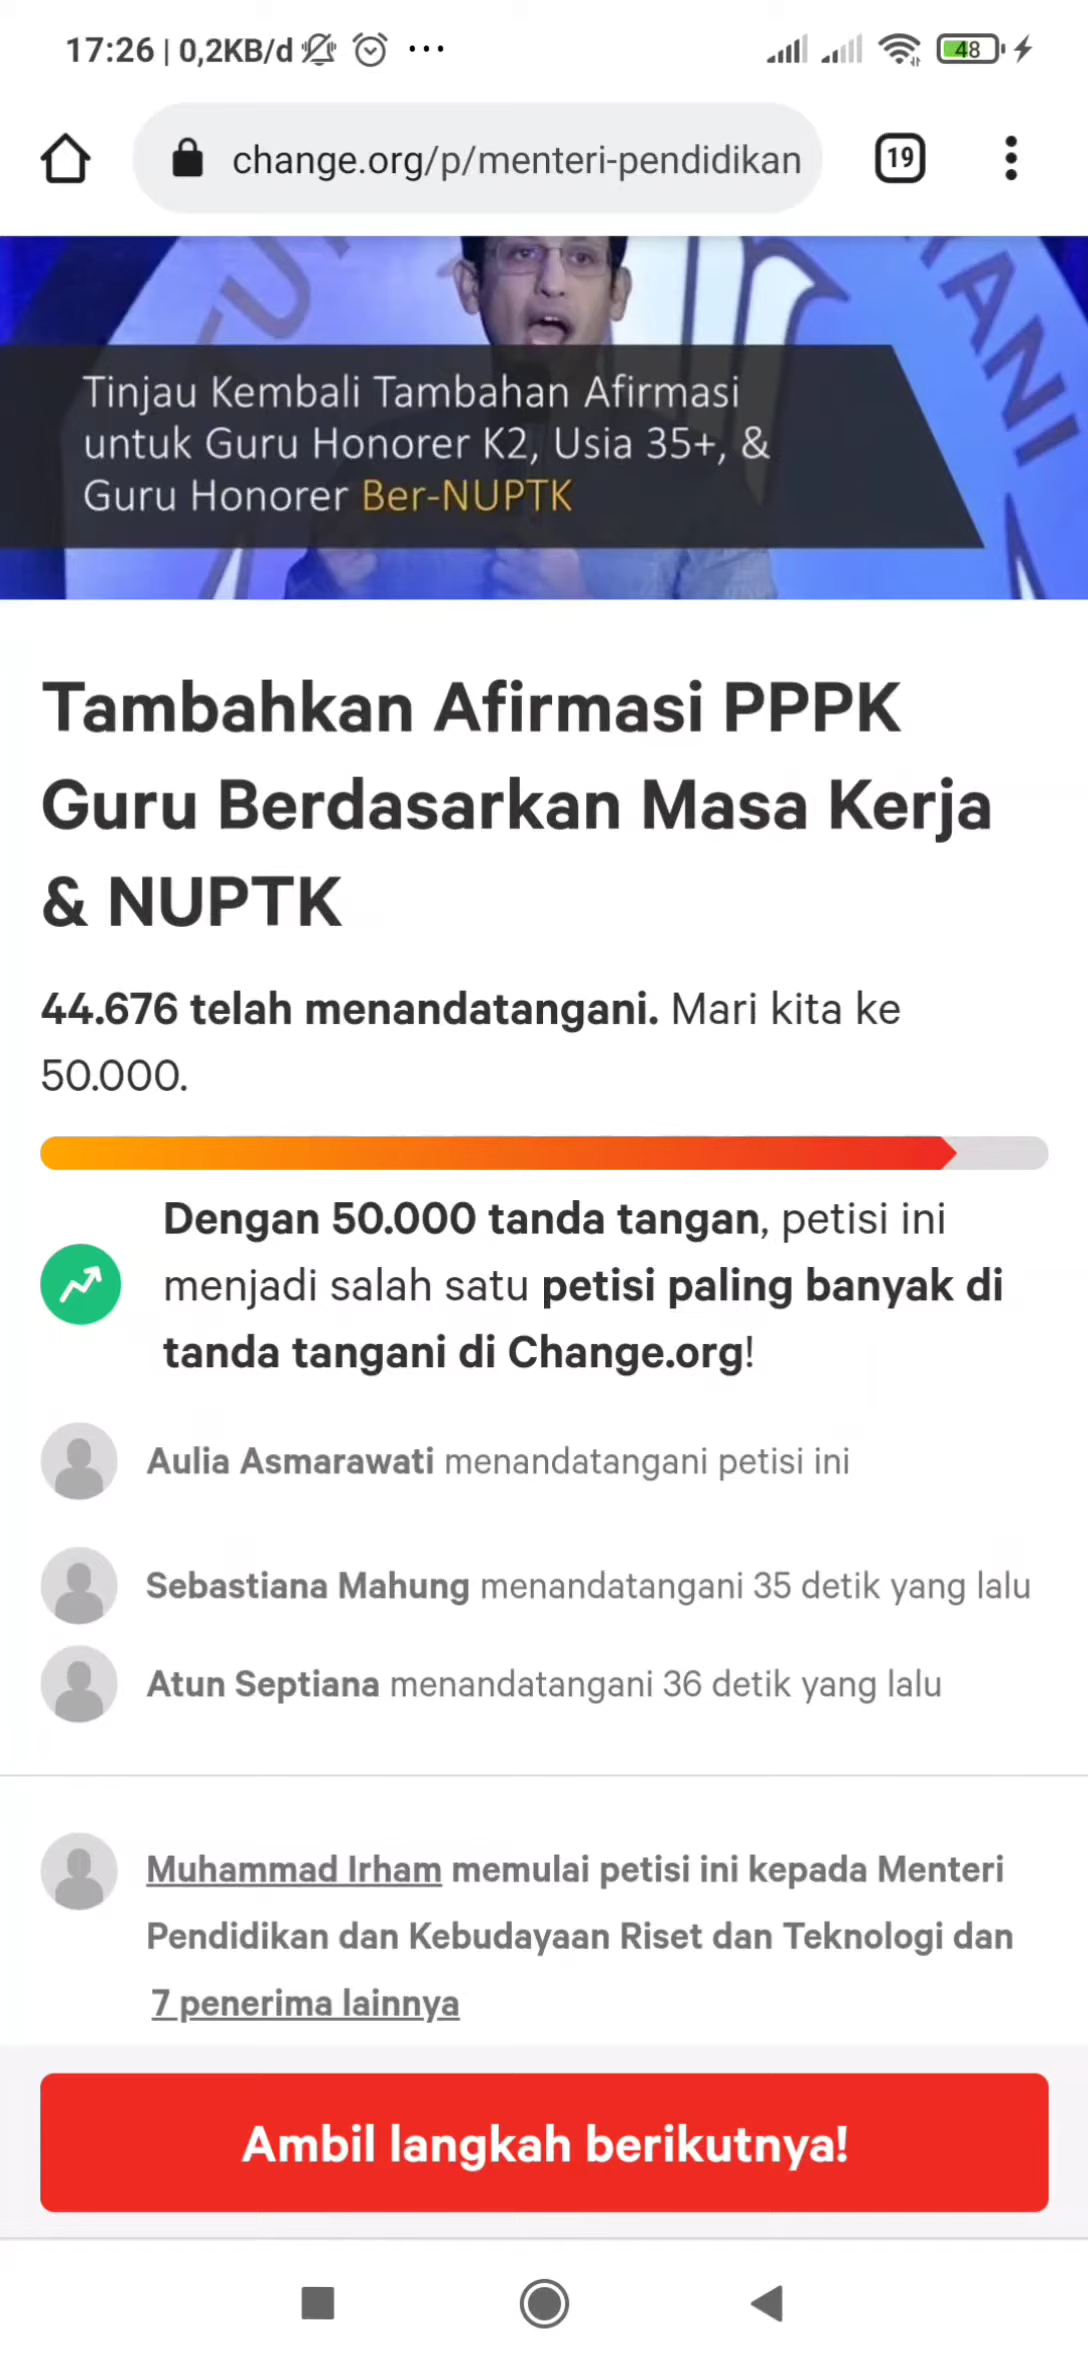 17:26 | 0,2KB/d ...
48
change.org/p/menteri-pendidikan
19
ANI
Tinjau Kembali Tambahan Afirmasi
untuk Guru Honorer K2, Usia 35+, &
Guru Honorer Ber-NUPTK
Tambahkan Afirmasi PPPK
Guru Berdasarkan Masa Kerja
& NUPTK
44.676 telah menandatangani. Mari kita ke
50.000.
Dengan 50.000 tanda tangan, petisi ini
menjadi salah satu petisi paling banyak di
tanda tangani di Change.org!
Aulia Asmarawati menandatangani petisi ini
Sebastiana Mahung menandatangani 35 detik yang lalu
Atun Septiana menandatangani 36 detik yang lalu
Muhammad Irham memulai petisi ini kepada Menteri
Pendidikan dan Kebudayaan Riset dan Teknologi dan
7 penerima lainnya
Ambil langkah berikutnya!